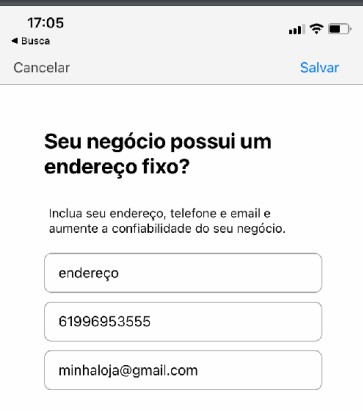 17:05
Busca
Cancelar Salvar
Seu negócio possui um
endereço fixo?
Inclua seu endereço, telefone e email e
aumente a confiabilidade do seu negócio.
endereço
61996953555
minhaloja@gmail.com